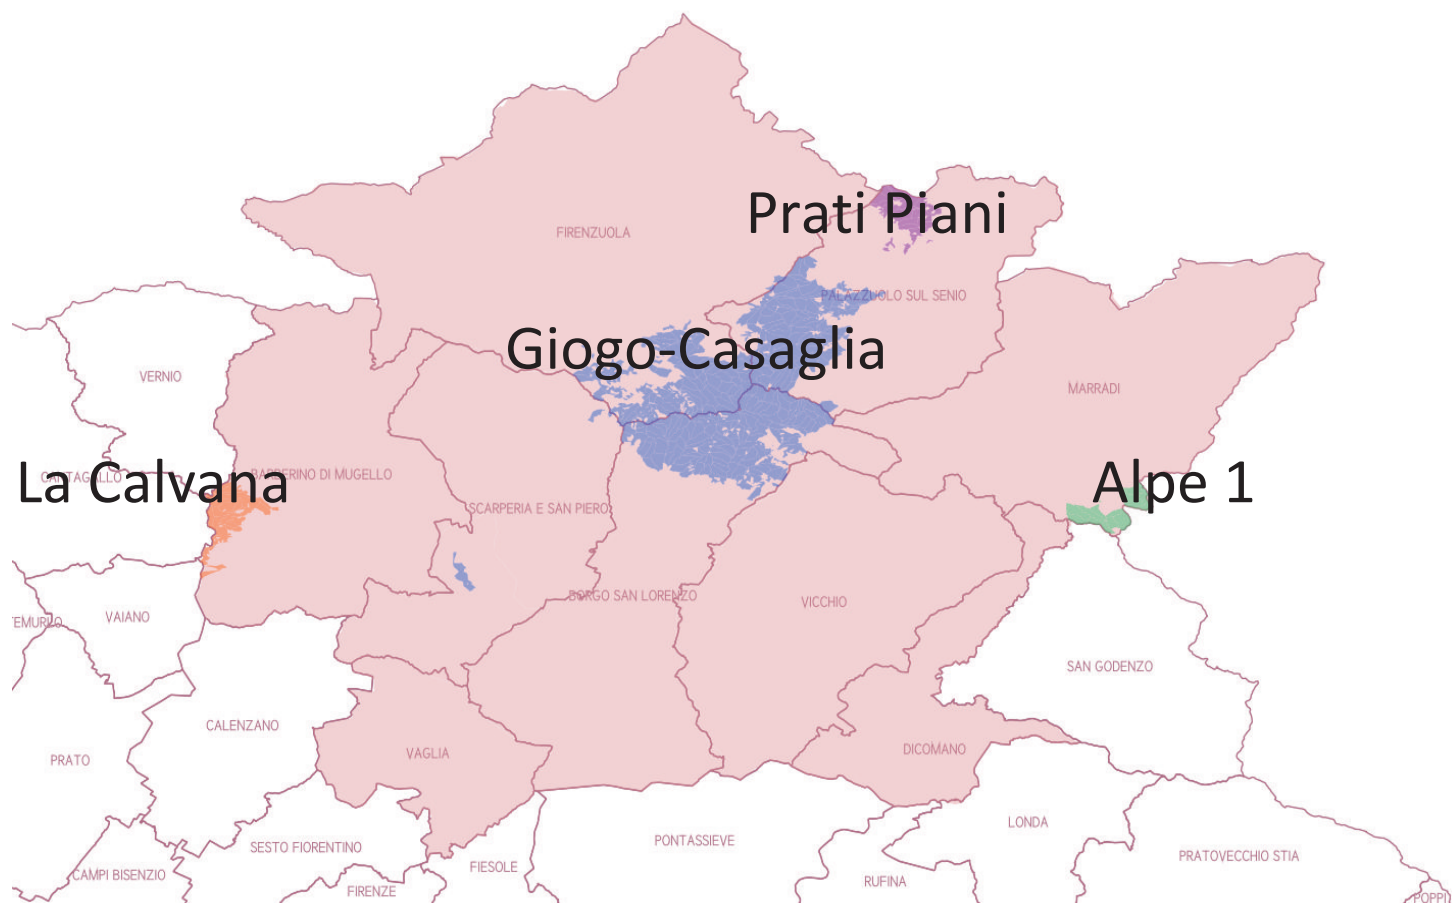 Prati Piani
FIRENZUOLA
PALAZZUOLO SUL SENIO
Giogo-Casaglia
VERNIO
MARRADI
CANTAGALLO
BARBERINO DI MUGELLO
La Calvana
Alpe 1
SCARPERIA E SAN PIERO
BORGO SAN LORENZO
VICCHIO
TEMURLO
VAIANO
SAN GODENZO
CALENZANO
VAGLIA
DICOMANO
PRATO
LONDA
PONTASSIEVE
SESTO FIORENTINO
PRATOVECCHIO STIA
FIESOLE
CAMPI BISENZIO
RUFINA
FIRENZE
POPPI